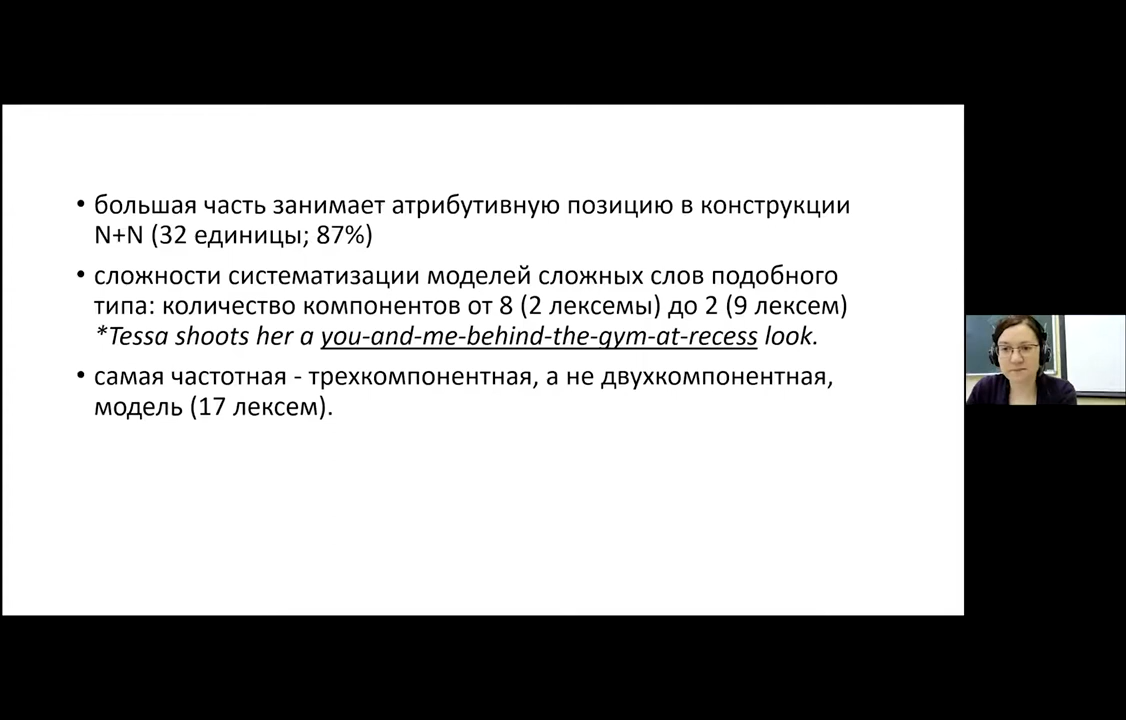 • большая часть занимает атрибутивную позицию в конструкции
N+N (32 единицы; 87%)
• сложности систематизации моделей сложных слов подобного
типа: количество компонентов от 8 (2 лексемы) до 2 (9 лексем)
*Tessa shoots her a you-and-me-behind-the-gym-at-recess look.
• самая частотная - трехкомпонентная, а не двухкомпонентная,
модель (17 лексем).